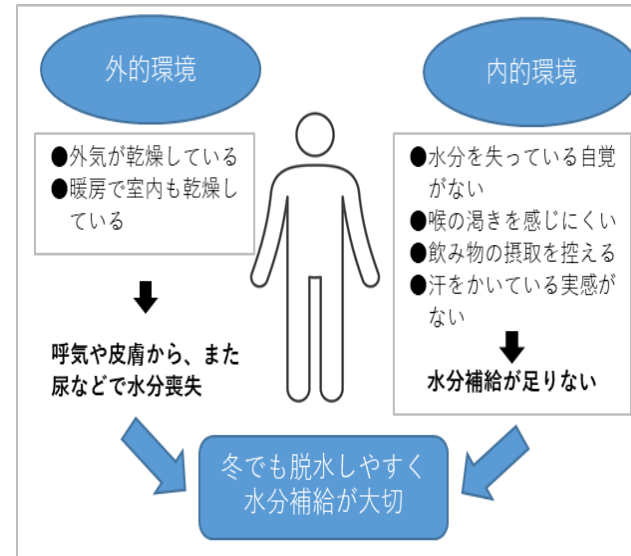 外的環境
●外気が乾燥している
●暖房で室内も乾燥し
ている
呼気や皮膚から、また
尿などで水分喪失
内的環境
●水分を失っている自覚
がない
●喉の渇きを感じにくい
●飲み物の摂取を控える
●汗をかいている実感が
ない
水分補給が足りない
冬でも脱水しやすく
水分補給が大切